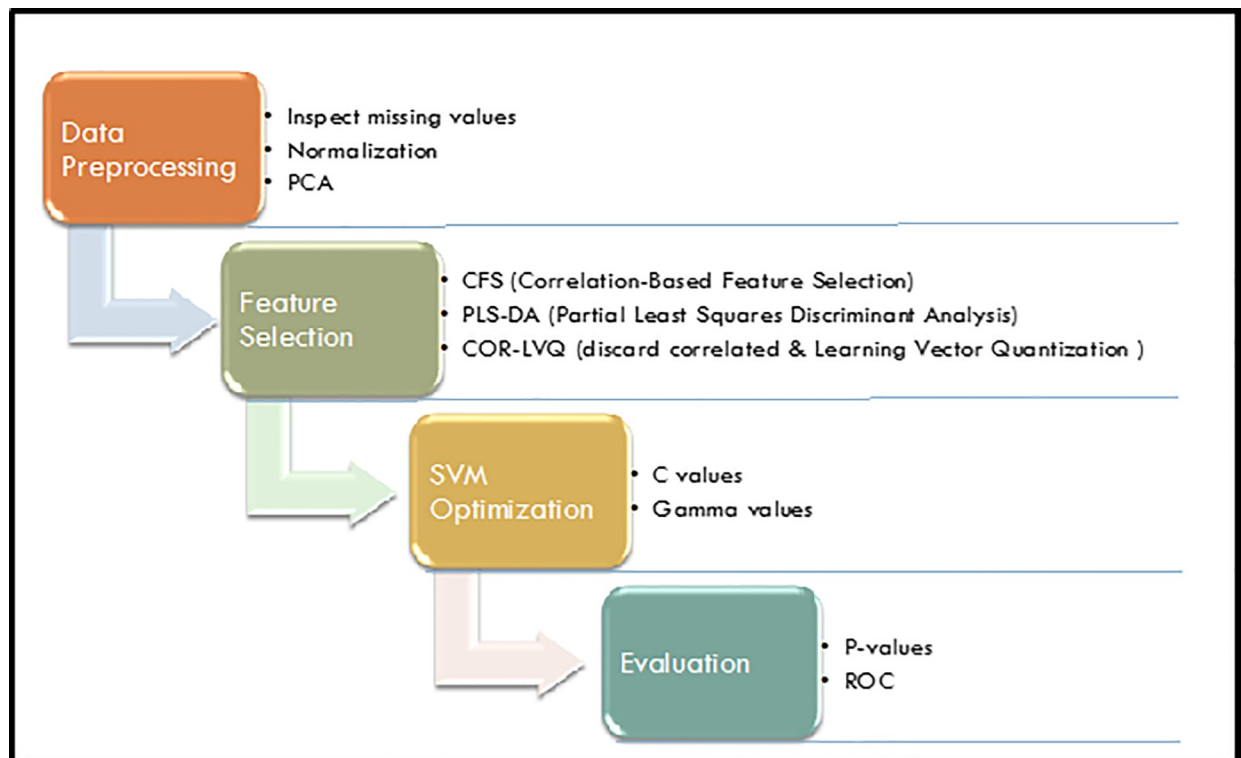 Data
Preprocessing
• Inspect missing values
• Normalization
• PCA
Feature
Selection
• CFS (Correlation-Based Feature Selection)
• PLS-DA (Partial Least Squares Discriminant Analysis)
• COR-LVQ (discard correlated & Learning Vector Quantization )
SVM
Optimization
• C values
• Gamma values
Evaluation
• P-values
• ROC